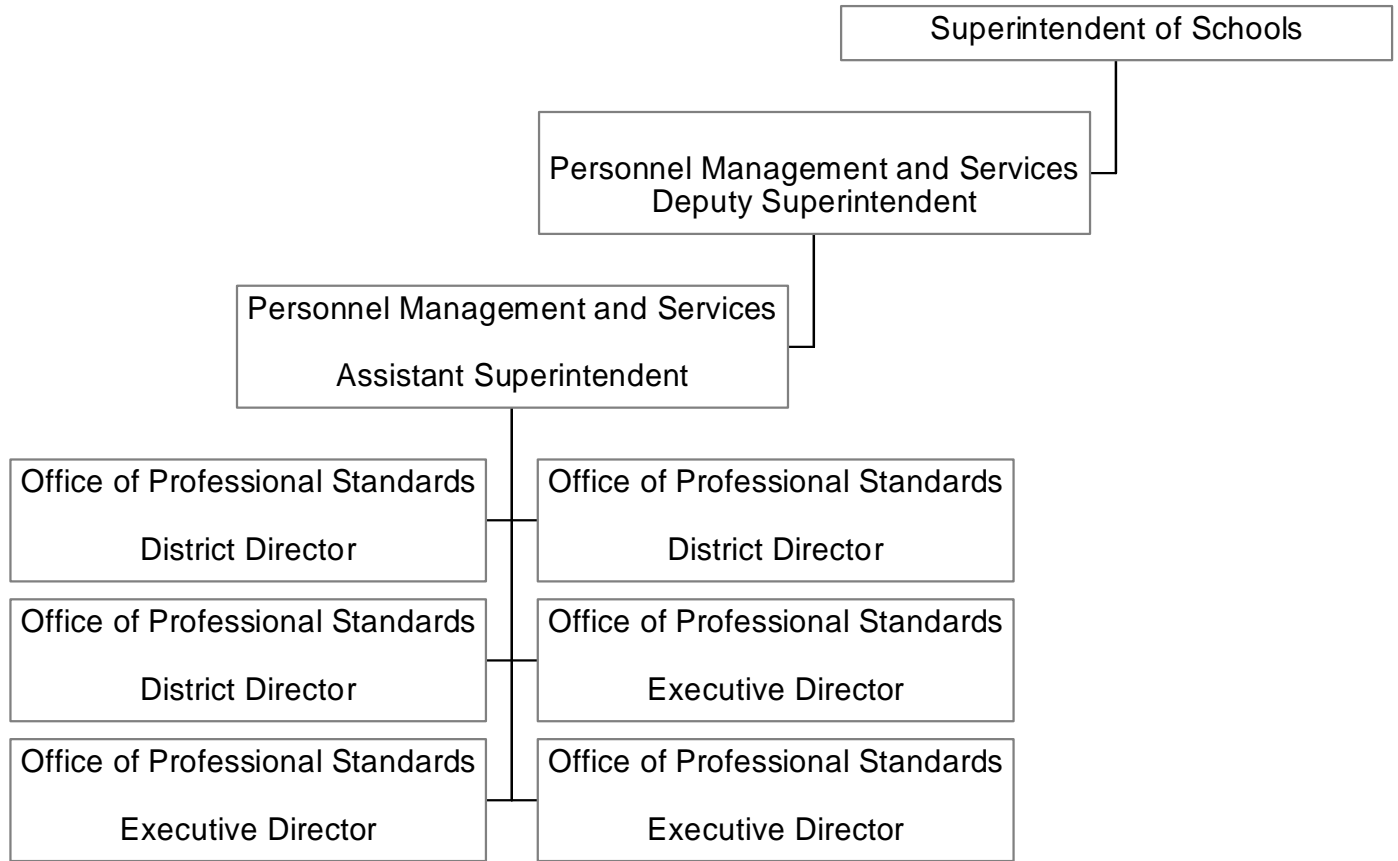 Superintendent of Schools
Personnel Management and Services
Deputy Superintendent
Personnel Management and Services
Assistant Superintendent
Office of Professional Standards
District Director
Office of Professional Standards
District Director
Office of Professional Standards
District Director
Office of Professional Standards
Executive Director
Office of Professional Standards
Executive Director
Office of Professional Standards
Executive Director